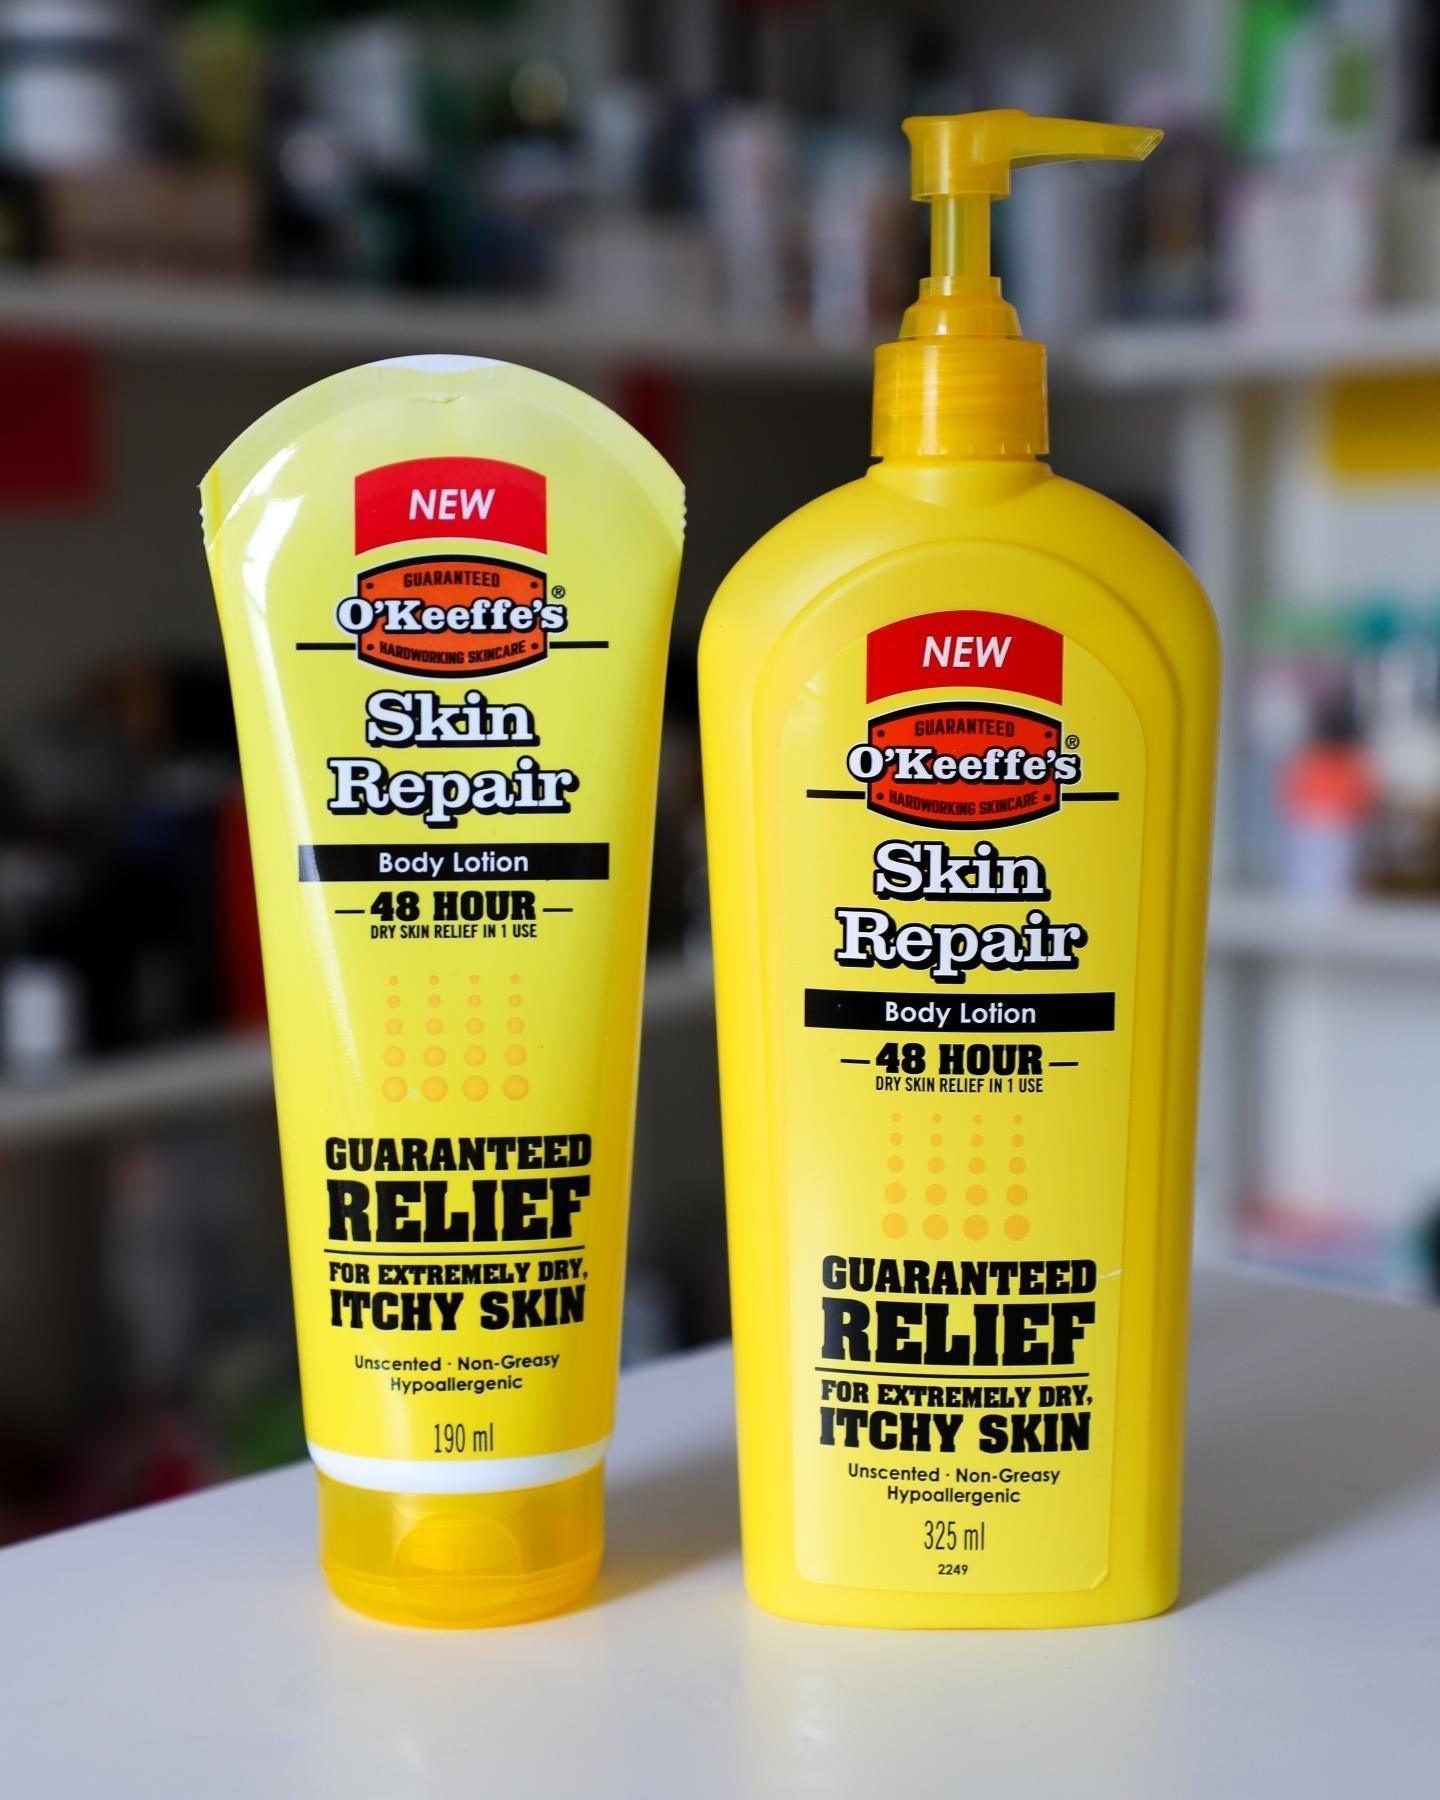 NEW
GUARANTEED
O'Keeffe's®
HARDWORKING SKINCARE
Skin
Repair
Body Lotion
48 HOUR
DRY SKIN RELIEF IN 1 USE
GUARANTEED
RELIEF
FOR EXTREMELY DRY,
ITCHY SKIN
Unscented · Non-Greasy
Hypoallergenic
190 ml
NEW
GUARANTEED
O'Keeffe's®
HARDWORKING SKINCARE
Skin
Repair
Body Lotion
48 HOUR
DRY SKIN RELIEF IN 1 USE
GUARANTEED
RELIEF
FOR EXTREMELY DRY,
ITCHY SKIN
Unscented · Non-Greasy
Hypoallergenic
325 ml
2249